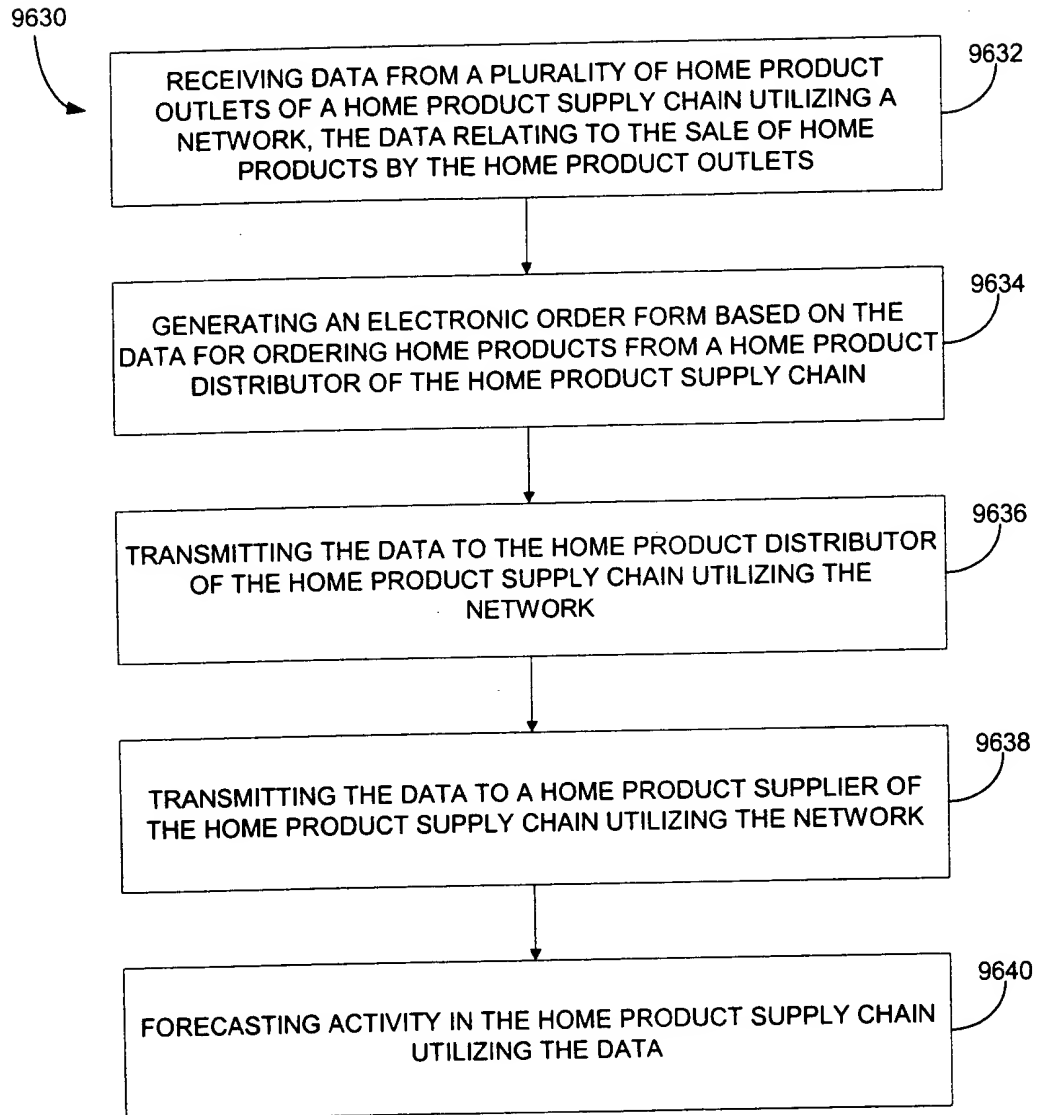 9630
9632
RECEIVING DATA FROM A PLURALITY OF HOME PRODUCT
OUTLETS OF A HOME PRODUCT SUPPLY CHAIN UTILIZING A
NETWORK, THE DATA RELATING TO THE SALE OF HOME
PRODUCTS BY THE HOME PRODUCT OUTLETS
9634
GENERATING AN ELECTRONIC ORDER FORM BASED ON THE
DATA FOR ORDERING HOME PRODUCTS FROM A HOME PRODUCT
DISTRIBUTOR OF THE HOME PRODUCT SUPPLY CHAIN
9636
TRANSMITTING THE DATA TO THE HOME PRODUCT DISTRIBUTOR
OF THE HOME PRODUCT SUPPLY CHAIN UTILIZING THE
NETWORK
9638
TRANSMITTING THE DATA TO A HOME PRODUCT SUPPLIER OF
THE HOME PRODUCT SUPPLY CHAIN UTILIZING THE NETWORK
9640
FORECASTING ACTIVITY IN THE HOME PRODUCT SUPPLY CHAIN
UTILIZING THE DATA